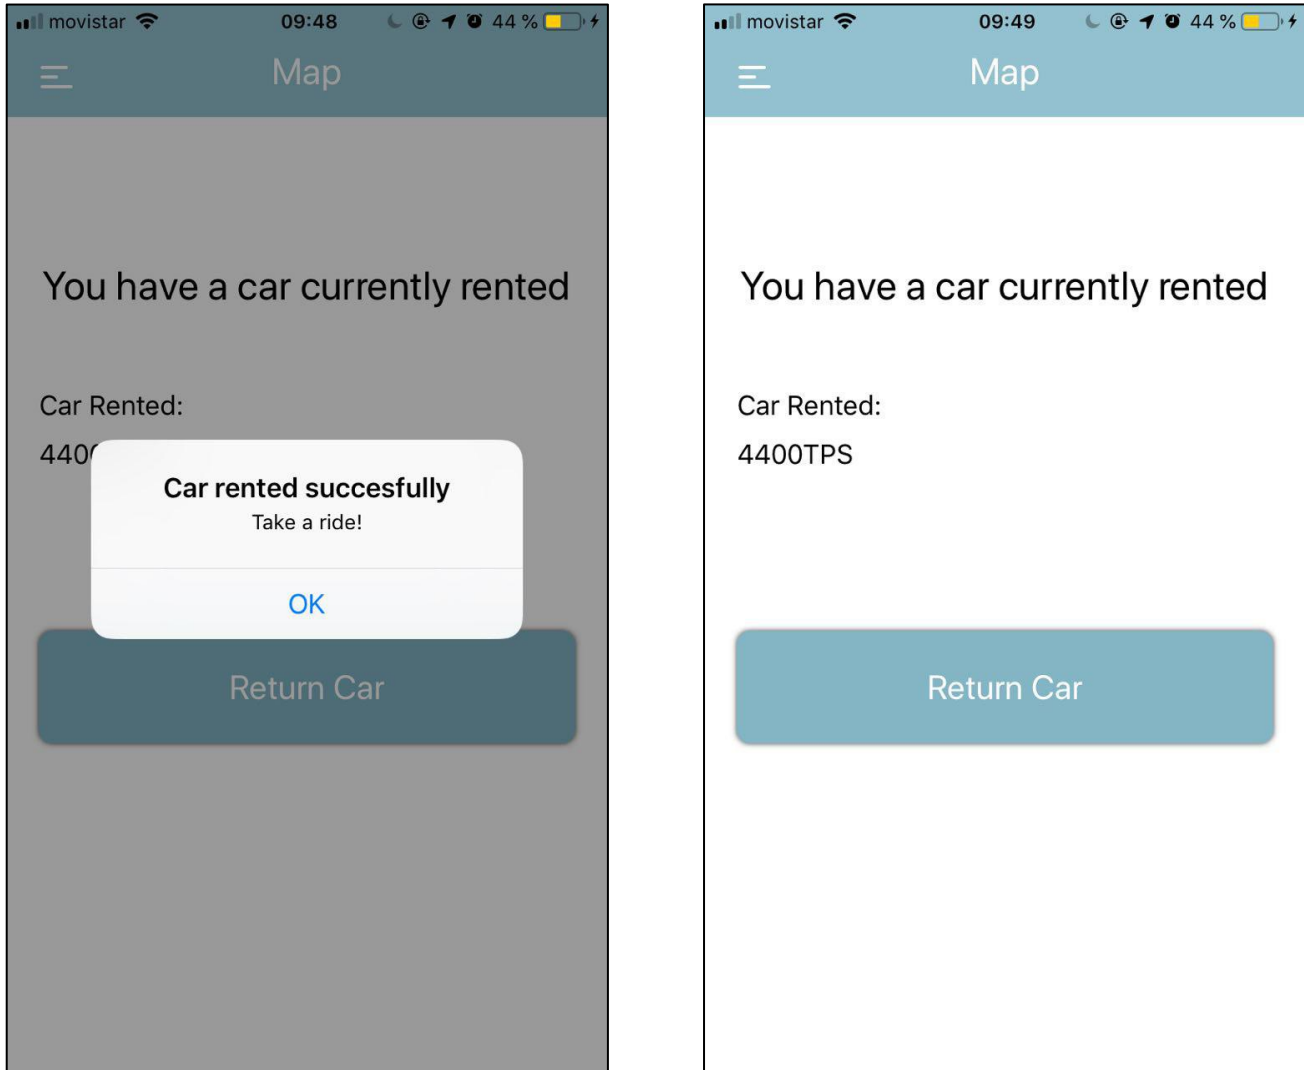 movistar 09:48 44 %
Map
You have a car currently rented
Car Rented:
440
Car rented succesfully
Take a ride!
OK
Return Car
movistar 09:49 44 %
Map
You have a car currently rented
Car Rented:
4400TPS
Return Car